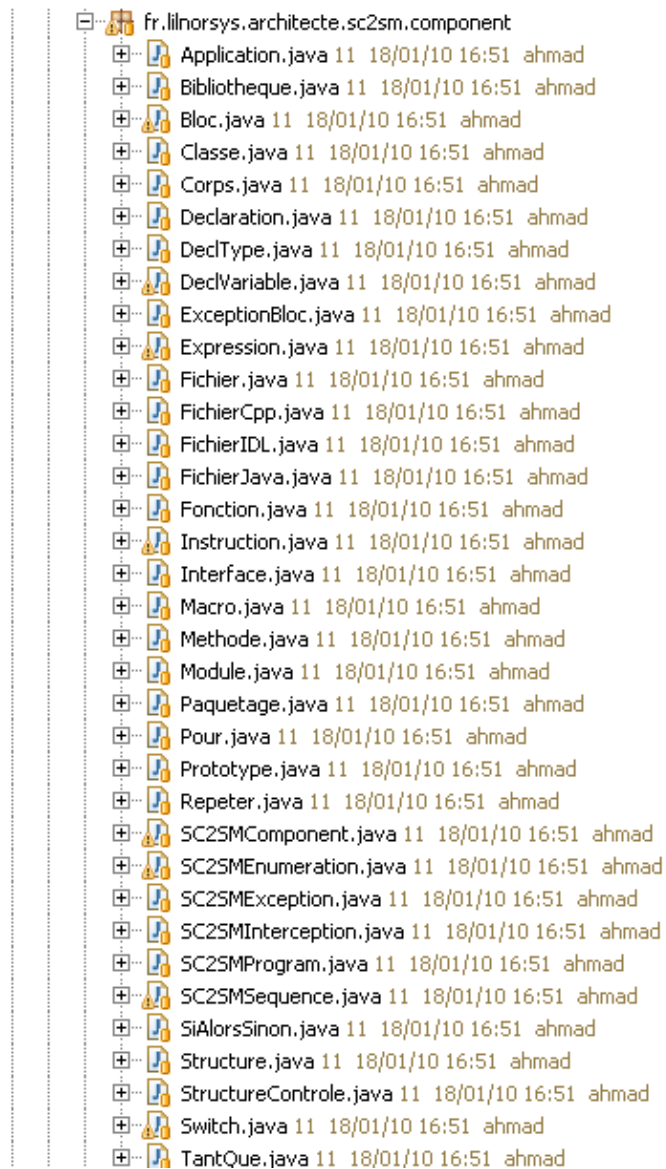 fr.lilnorsys.architecte.sc2sm.component
Application.java 11 18/01/10 16:51 ahmad
Bibliotheque.java 11 18/01/10 16:51 ahmad
Bloc.java 11 18/01/10 16:51 ahmad
Classe.java 11 18/01/10 16:51 ahmad
Corps.java 11 18/01/10 16:51 ahmad
Declaration.java 11 18/01/10 16:51 ahmad
DeclType.java 11 18/01/10 16:51 ahmad
DeclVariable.java 11 18/01/10 16:51 ahmad
ExceptionBloc.java 11 18/01/10 16:51 ahmad
Expression.java 11 18/01/10 16:51 ahmad
Fichier.java 11 18/01/10 16:51 ahmad
FichierCpp.java 11 18/01/10 16:51 ahmad
FichierIDL.java 11 18/01/10 16:51 ahmad
FichierJava.java 11 18/01/10 16:51 ahmad
Fonction.java 11 18/01/10 16:51 ahmad
Instruction.java 11 18/01/10 16:51 ahmad
Interface.java 11 18/01/10 16:51 ahmad
Macro.java 11 18/01/10 16:51 ahmad
Methode.java 11 18/01/10 16:51 ahmad
Module.java 11 18/01/10 16:51 ahmad
Paquetage.java 11 18/01/10 16:51 ahmad
Pour.java 11 18/01/10 16:51 ahmad
Prototype.java 11 18/01/10 16:51 ahmad
Repeter.java 11 18/01/10 16:51 ahmad
SC2SMComponent.java 11 18/01/10 16:51 ahmad
SC2SMEnumeration.java 11 18/01/10 16:51 ahmad
SC2SMException.java 11 18/01/10 16:51 ahmad
SC2SMInterception.java 11 18/01/10 16:51 ahmad
SC2SMProgram.java 11 18/01/10 16:51 ahmad
SC2SMSequence.java 11 18/01/10 16:51 ahmad
SiAlorsSinon.java 11 18/01/10 16:51 ahmad
Structure.java 11 18/01/10 16:51 ahmad
StructureControle.java 11 18/01/10 16:51 ahmad
Switch.java 11 18/01/10 16:51 ahmad
TantQue.java 11 18/01/10 16:51 ahmad